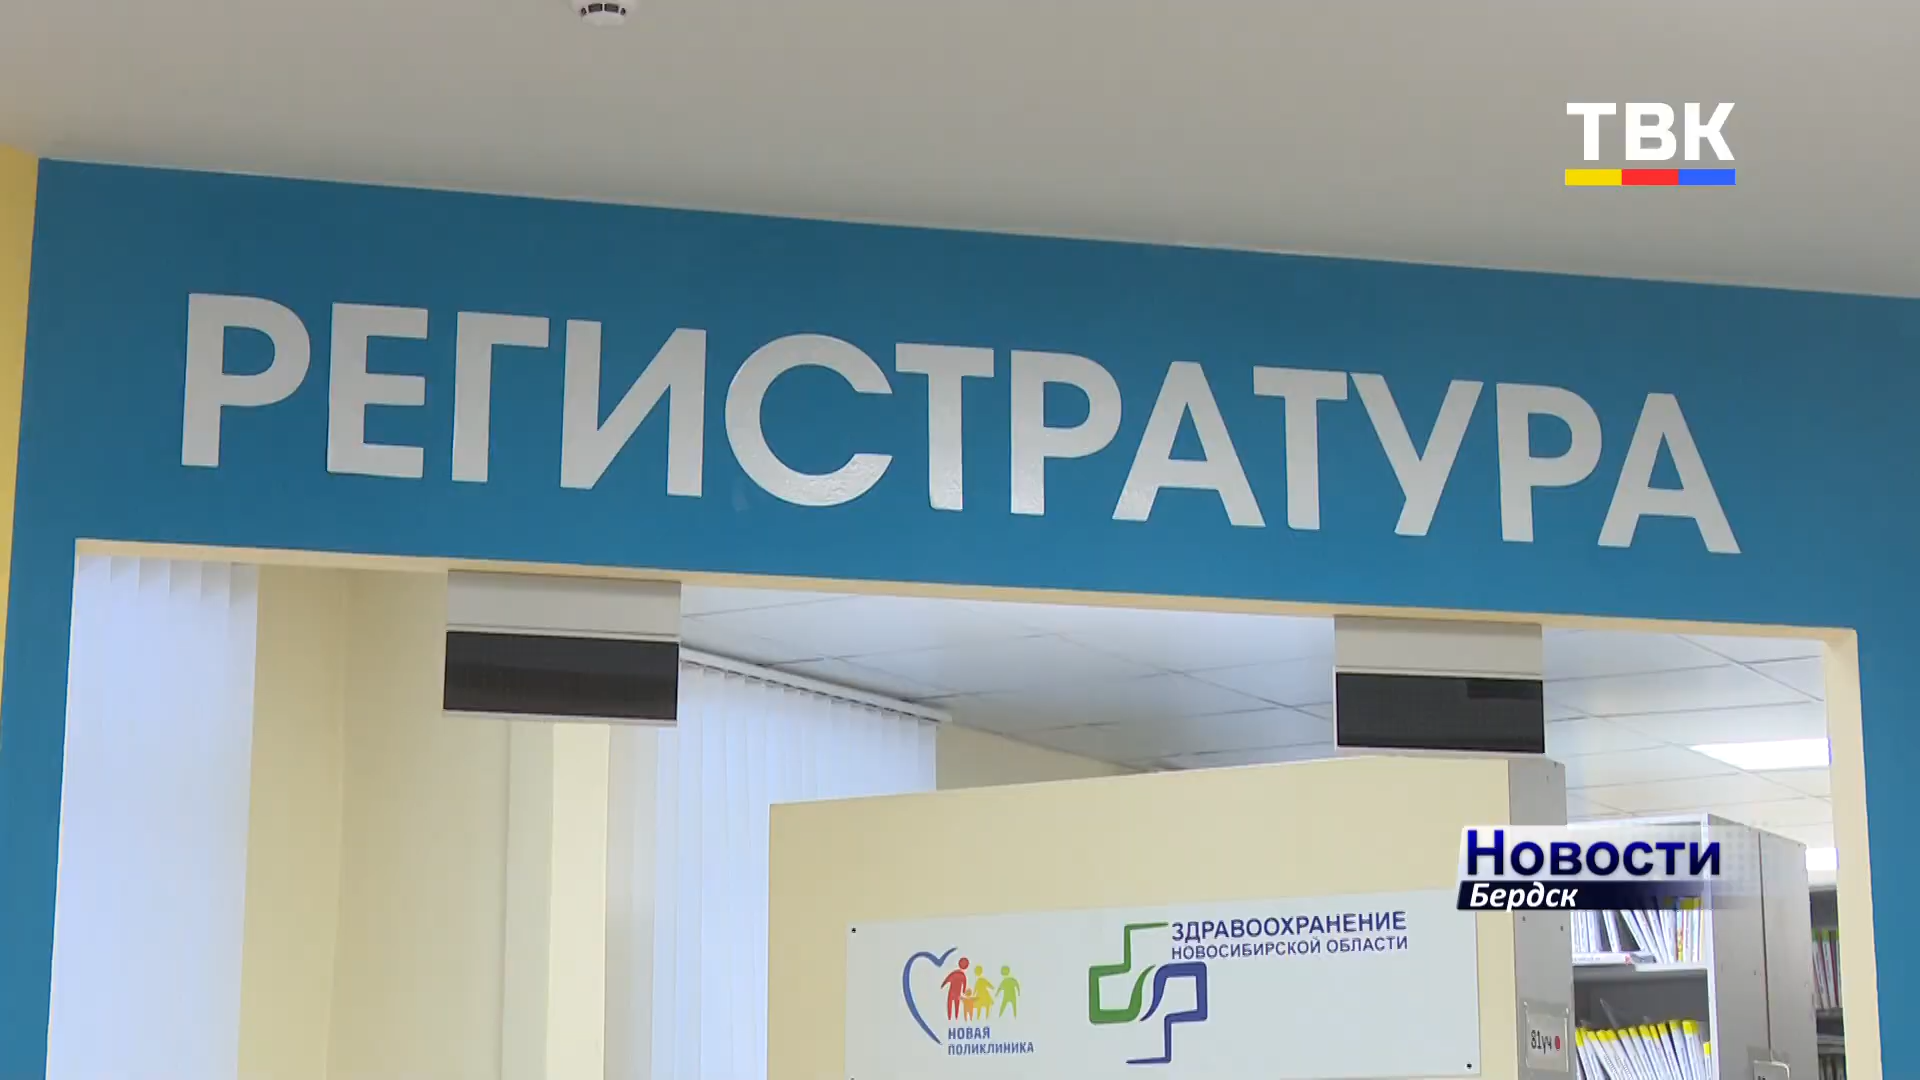 ТВК
РЕГИСТРАТУРА
Новости
Бердск
ЗДРАВООХРАНЕНИЕ
НОВОСИБИРСКОЙ ОБЛАСТИ
НОВАЯ
ПОЛИКЛИНИКА
81уч